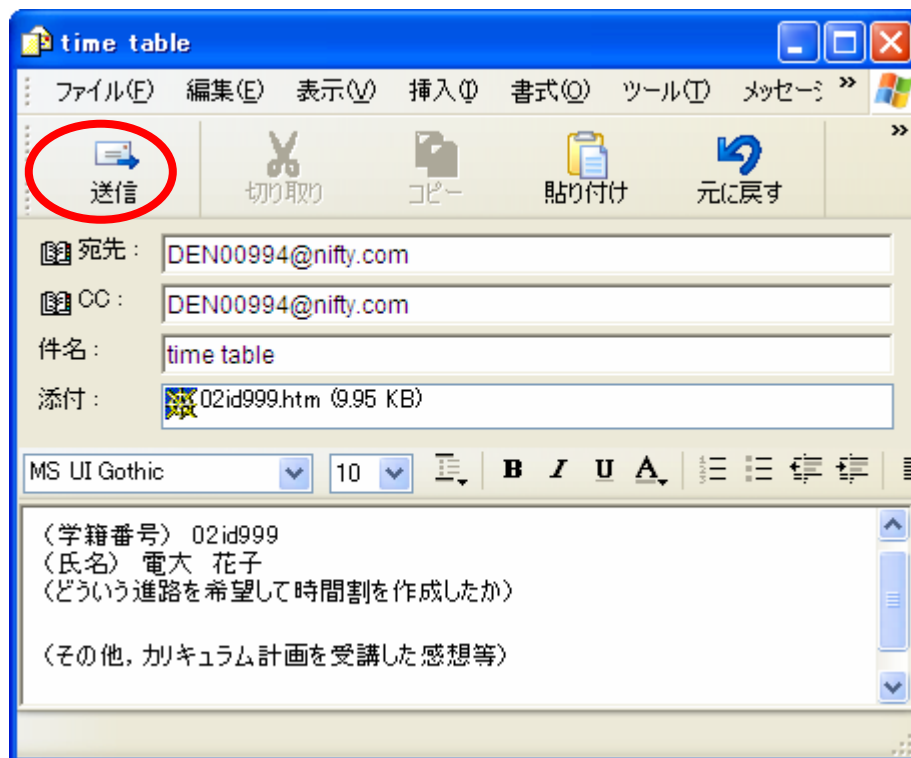 time table
ファイル(F) 編集(E) 表示(V) 挿入(I) 書式(O) ツール(T) メッセージ »
送信 切り取り コピー 貼り付け 元に戻す »
宛先: DEN00994@nifty.com
CC: DEN00994@nifty.com
件名: time table
添付: 02id999.htm (9.95 KB)
MS UI Gothic 10 B I U A
(学籍番号) 02id999
(氏名) 電大 花子
(どういう進路を希望して時間割を作成したか)
(その他,カリキュラム計画を受講した感想等)